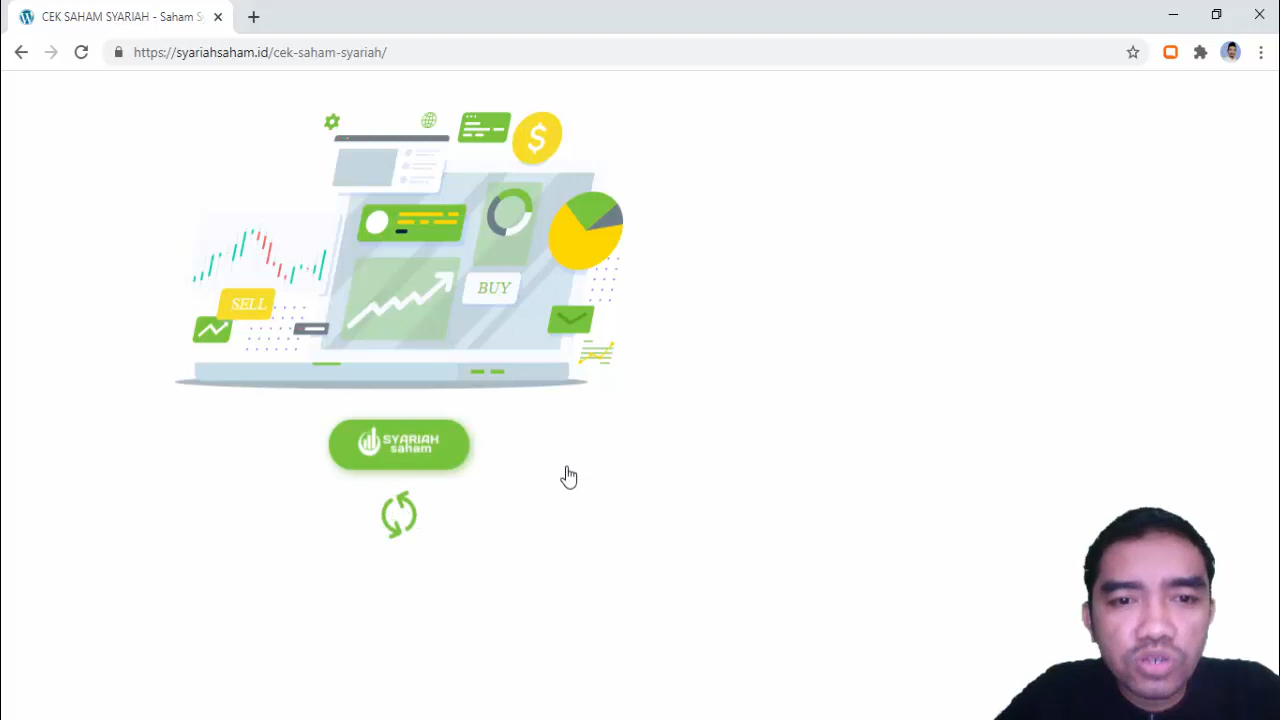 CEK SAHAM SYARIAH - Saham S
https://syariahsaham.id/cek-saham-syariah/
$
SELL
BUY
SYARIAH
saham